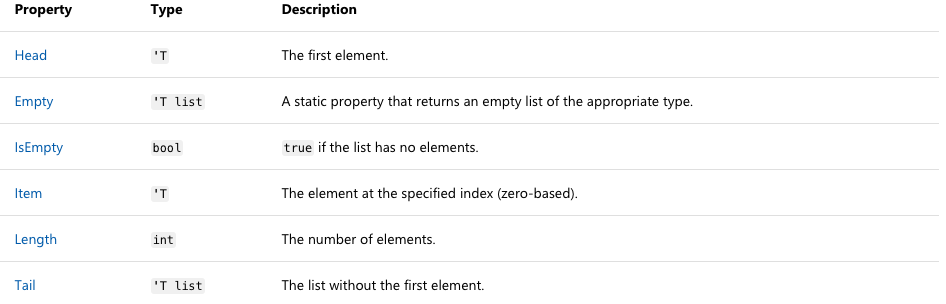 Property Type Description
Head 'T The first element.
Empty 'T list A static property that returns an empty list of the appropriate type.
IsEmpty bool true if the list has no elements.
Item 'T The element at the specified index (zero-based).
Length int The number of elements.
Tail 'T list The list without the first element.